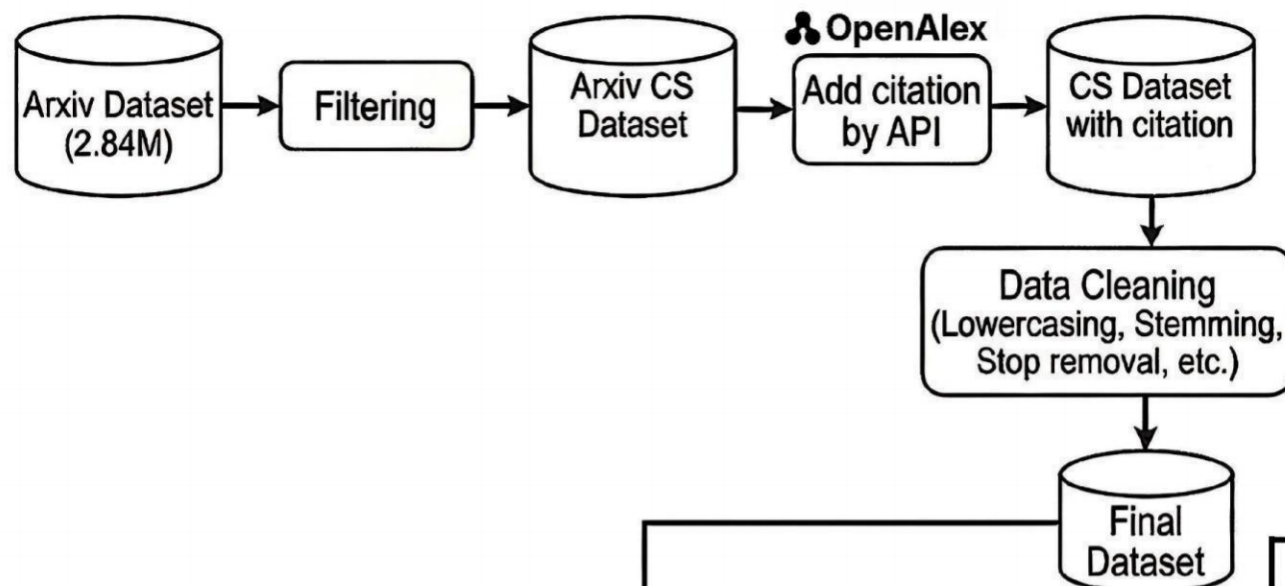 OpenAlex
Arxiv Dataset
(2.84M)
Filtering
Arxiv CS
Dataset
Add citation
by API
CS Dataset
with citation
Data Cleaning
(Lowercasing, Stemming,
Stop removal, etc.)
Final
Dataset